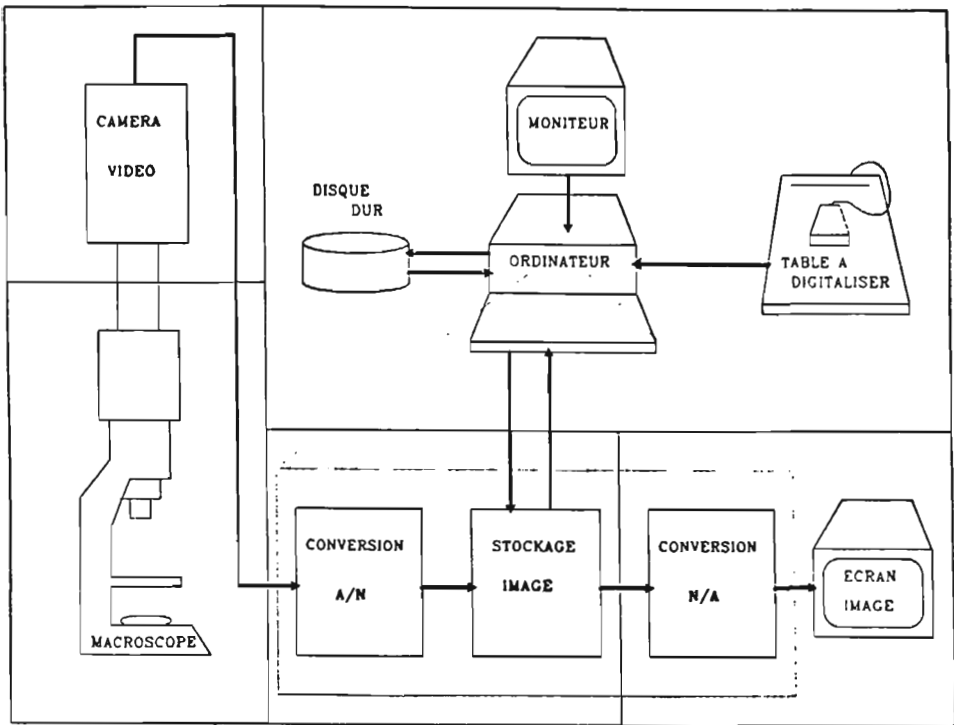 CAMERA
VIDEO
MONITEUR
DISQUE
DUR
ORDINATEUR
TABLE A
DIGITALISER
MACROSCOPE
CONVERSION
A/N
STOCKAGE
IMAGE
CONVERSION
N/A
ECRAN
IMAGE